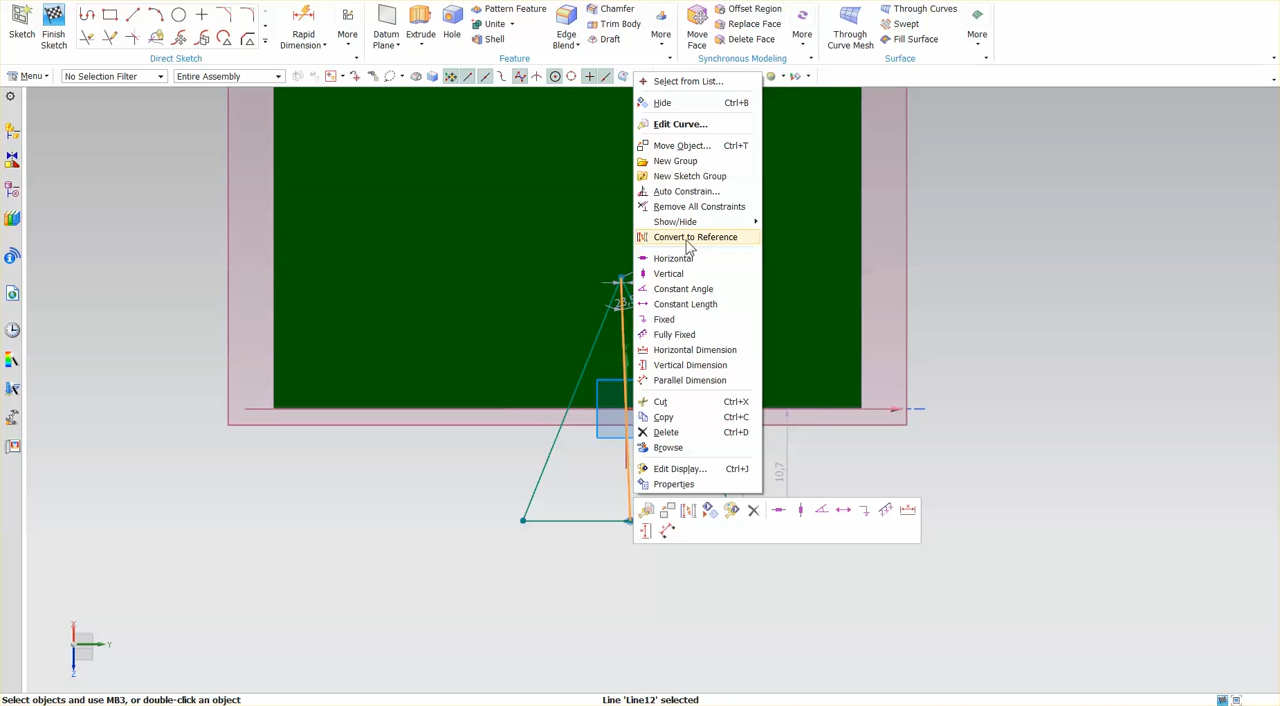 Sketch
Finish
Sketch
Direct Sketch
Rapid
Dimension
More
Datum
Plane
Extrude
Hole
Pattern Feature
Unite
Shell
Edge
Blend
Chamfer
Trim Body
Draft
More
Feature
Move
Face
Offset Region
Replace Face
Delete Face
More
Synchronous Modeling
Through
Curve Mesh
Through Curves
Swept
Fill Surface
More
Surface
Menu
No Selection Filter
Entire Assembly
Select from List...
Hide Ctrl+B
Edit Curve...
Move Object... Ctrl+T
New Group
New Sketch Group
Auto Constrain...
Remove All Constraints
Show/Hide
Convert to Reference
Horizontal
Vertical
Constant Angle
Constant Length
Fixed
Fully Fixed
Horizontal Dimension
Vertical Dimension
Parallel Dimension
Cut Ctrl+X
Copy Ctrl+C
Delete Ctrl+D
Browse
Edit Display... Ctrl+J
Properties
10,7
X
Y
Z
Select objects and use MB3, or double-click an object
Line 'Line12' selected